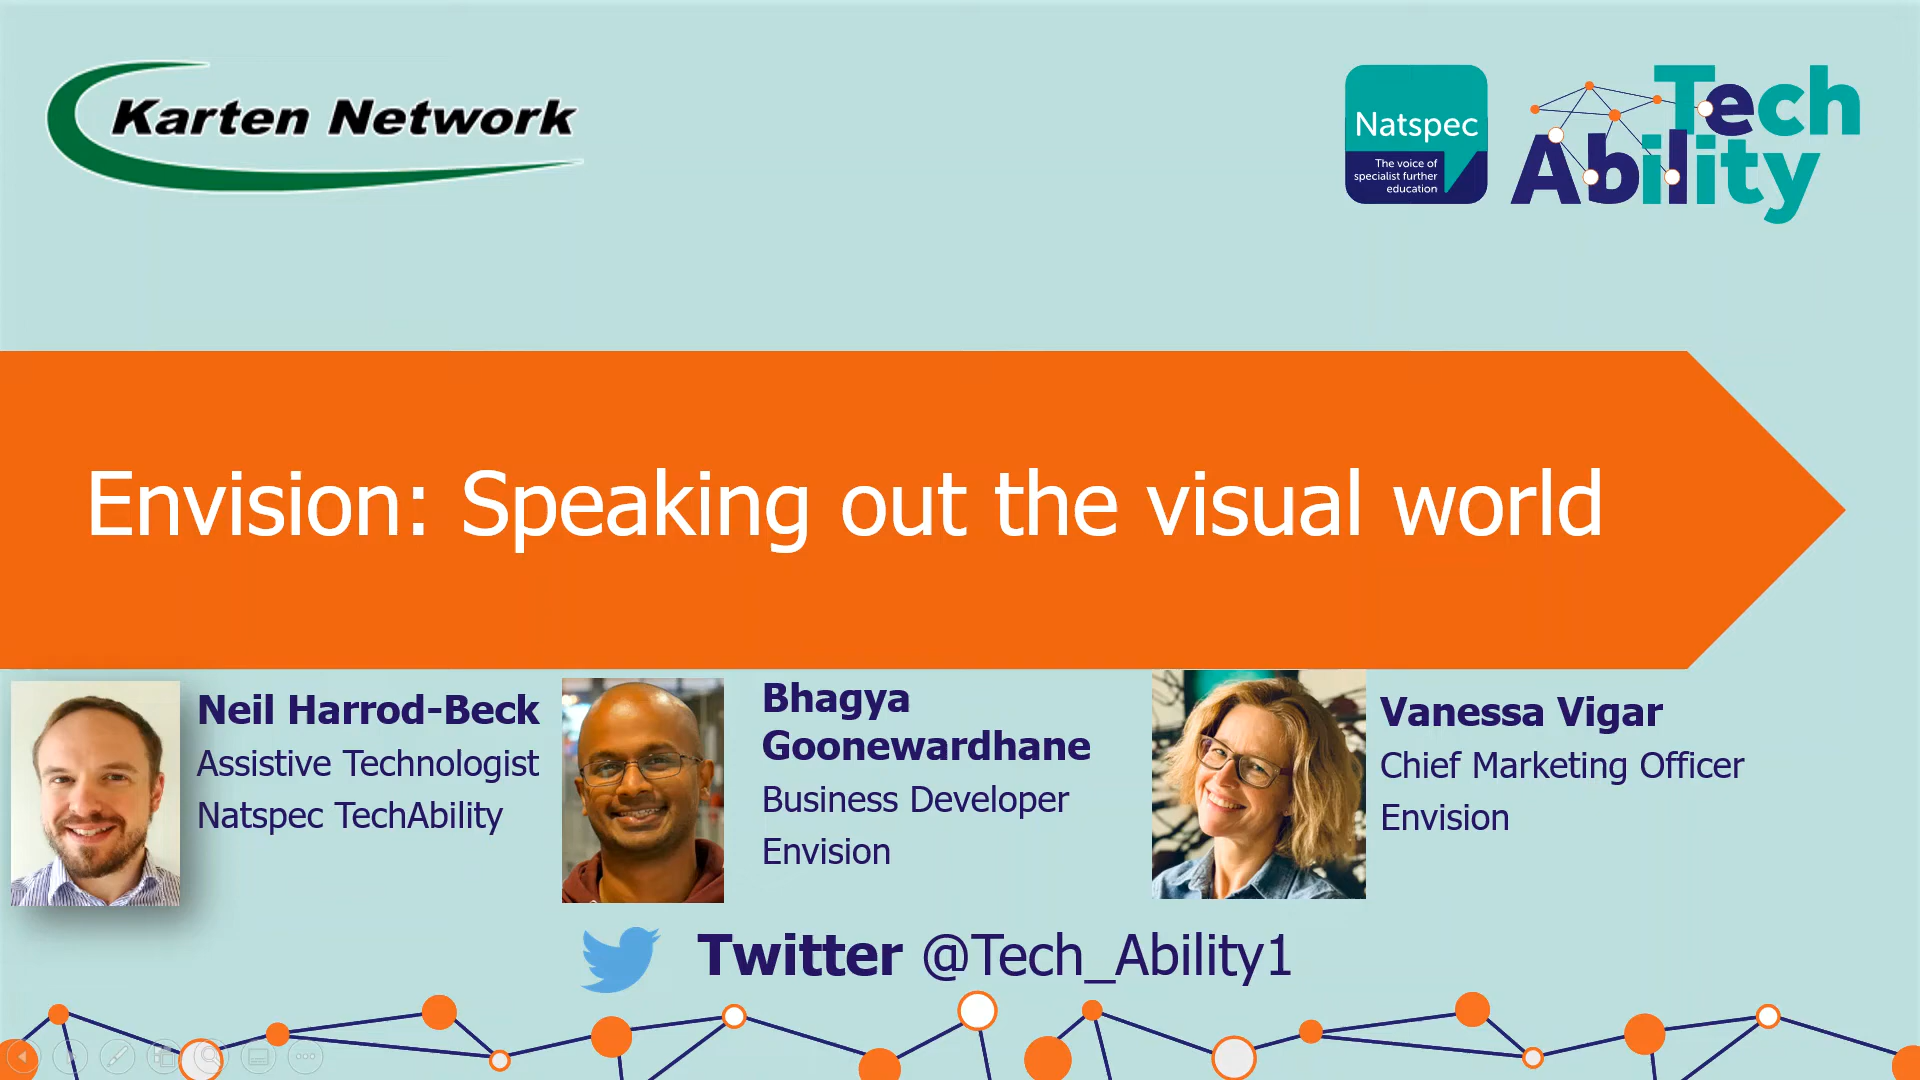 Karten Network
Natspec
The voice of
specialist further
education
Tech
Ability
Envision: Speaking out the visual world
Neil Harrod-Beck
Assistive Technologist
Natspec TechAbility
Bhagya
Goonewardhane
Business Developer
Envision
Vanessa Vigar
Chief Marketing Officer
Envision
Twitter @Tech_Ability1